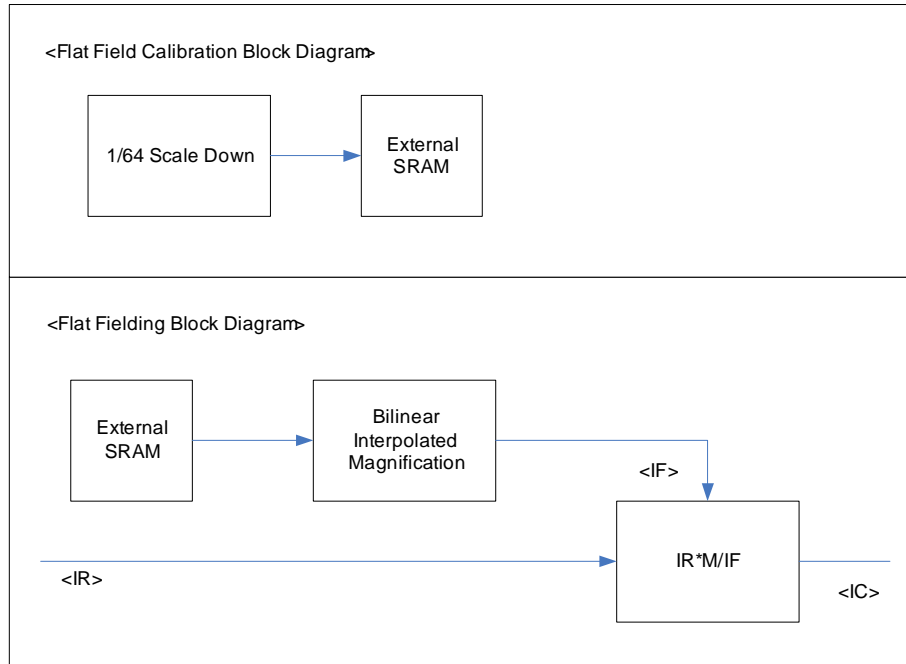 <Flat Field Calibration Block Diagram>
1/64 Scale Down
External
SRAM
<Flat Fielding Block Diagram>
External
SRAM
Bilinear
Interpolated
Magnification
<IF>
<IR>
IR*M/IF
<IC>